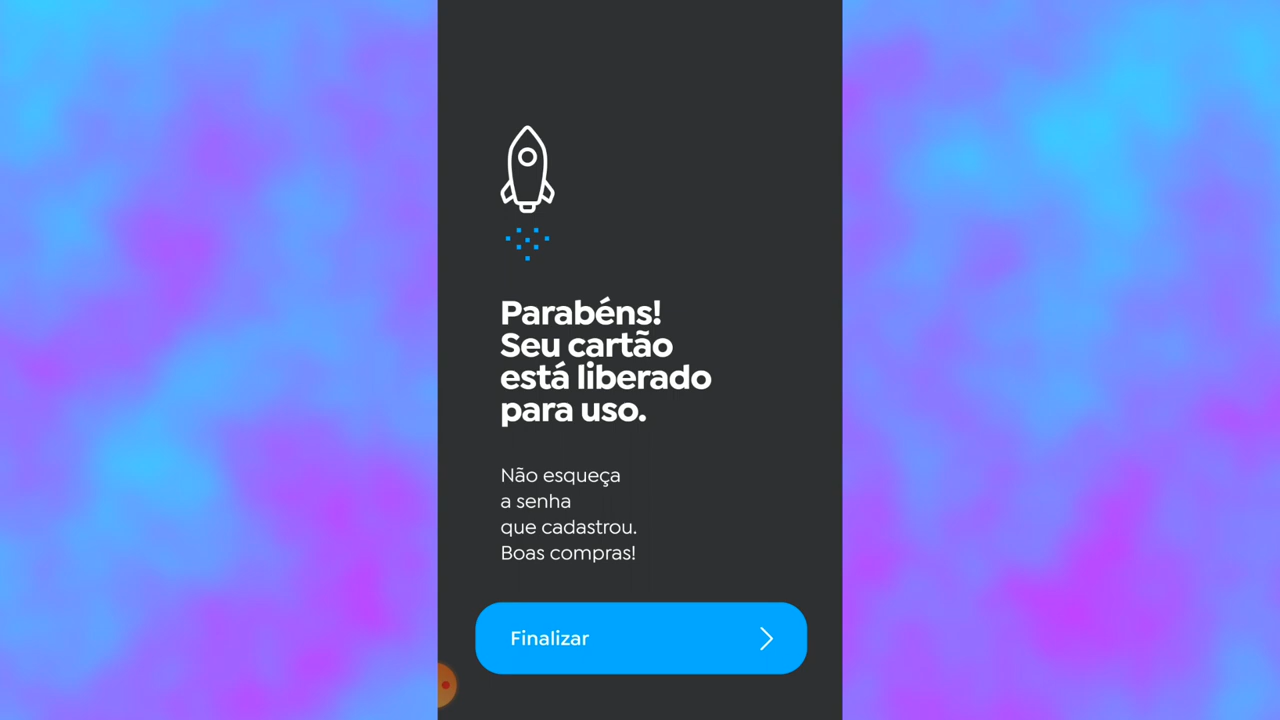 Parabéns!
Seu cartão
está liberado
para uso.
Não esqueça
a senha
que cadastrou.
Boas compras!
Finalizar